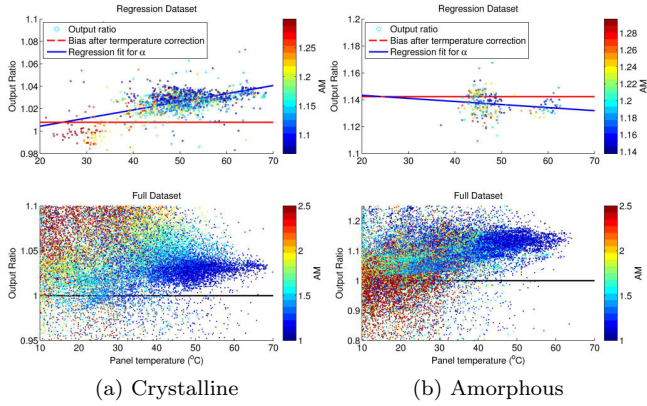 Regression Dataset
1.1
1.08
1.06
1.04
1.02
1
0.98
Output Ratio
Output ratio
Bias after temperature correction
Regression fit for α
20 30 40 50 60 70
1.25
1.2
1.15
1.1
AM
Regression Dataset
1.2
1.18
1.16
1.14
1.12
1.1
Output Ratio
Output ratio
Bias after temperature correction
Regression fit for α
20 30 40 50 60 70
1.28
1.26
1.24
1.22
1.2
1.18
1.16
1.14
AM
Full Dataset
1.1
1.05
1
0.95
Output Ratio
10 20 30 40 50 60 70
Panel temperature (°C)
2.5
2
1.5
1
AM
Full Dataset
1.2
1.1
1
0.9
0.8
Output Ratio
10 20 30 40 50 60 70
Panel temperature (°C)
2.5
2
1.5
1
AM
(a) Crystalline
(b) Amorphous